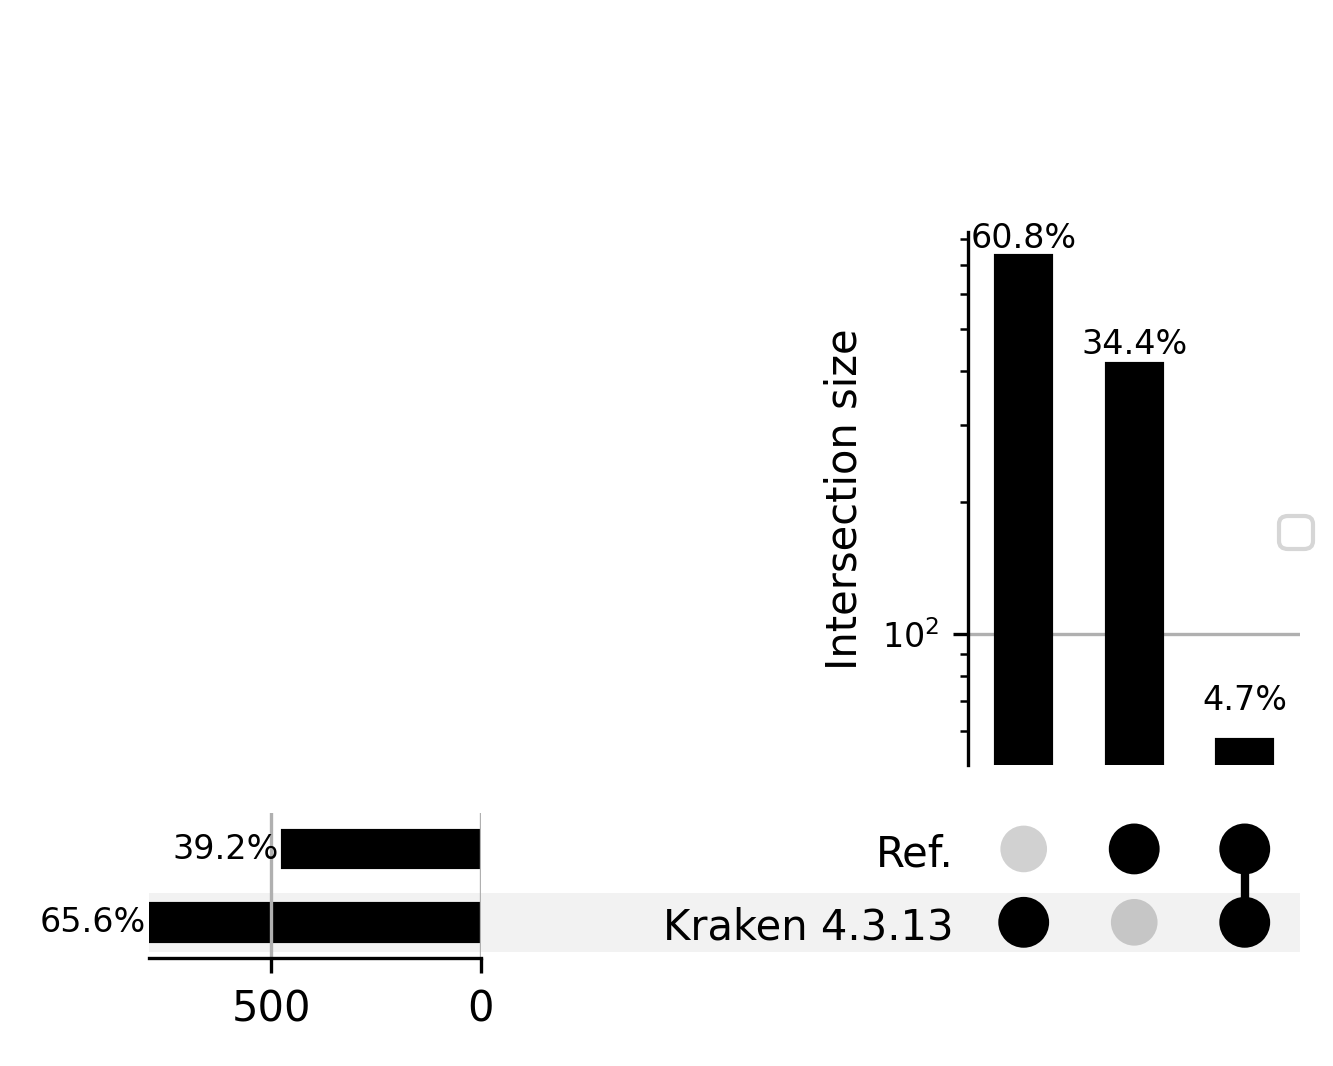 60.8%
34.4%
Intersection size
10²
4.7%
39.2%
Ref.
65.6%
Kraken 4.3.13
500
0